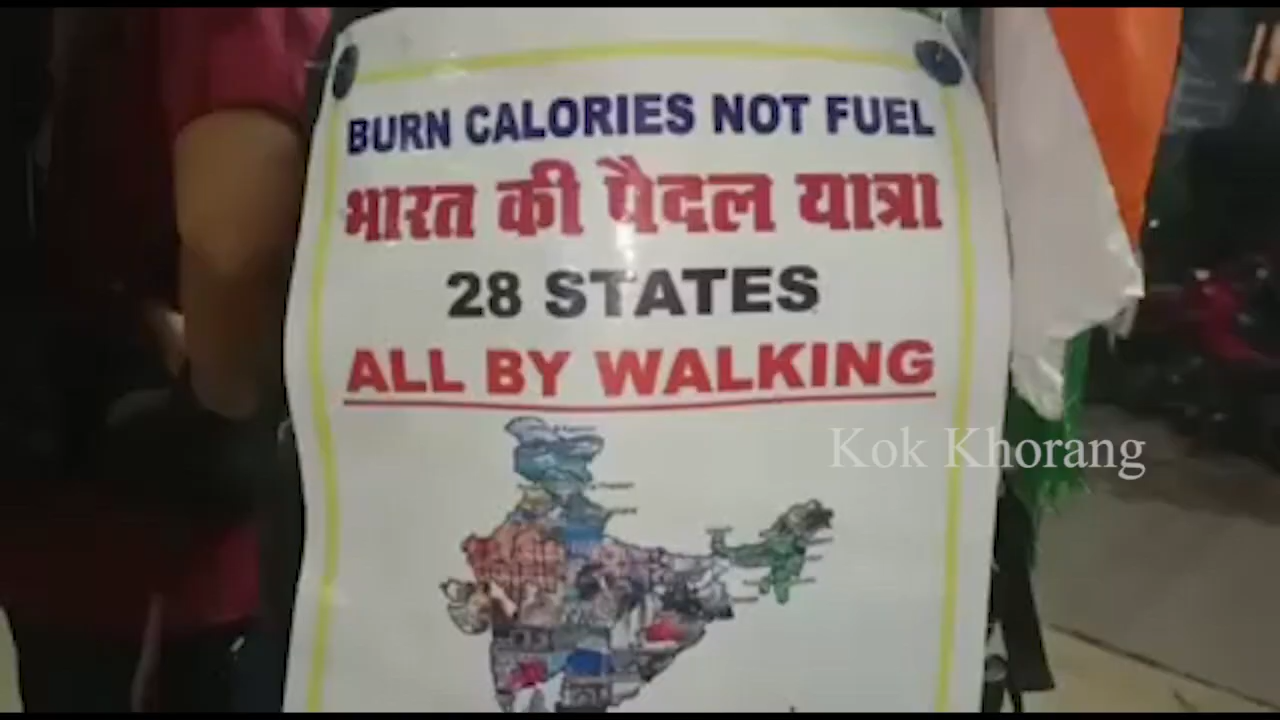 BURN CALORIES NOT FUEL
भारत की पैदल यात्रा
28 STATES
ALL BY WALKING
Kok Khorang